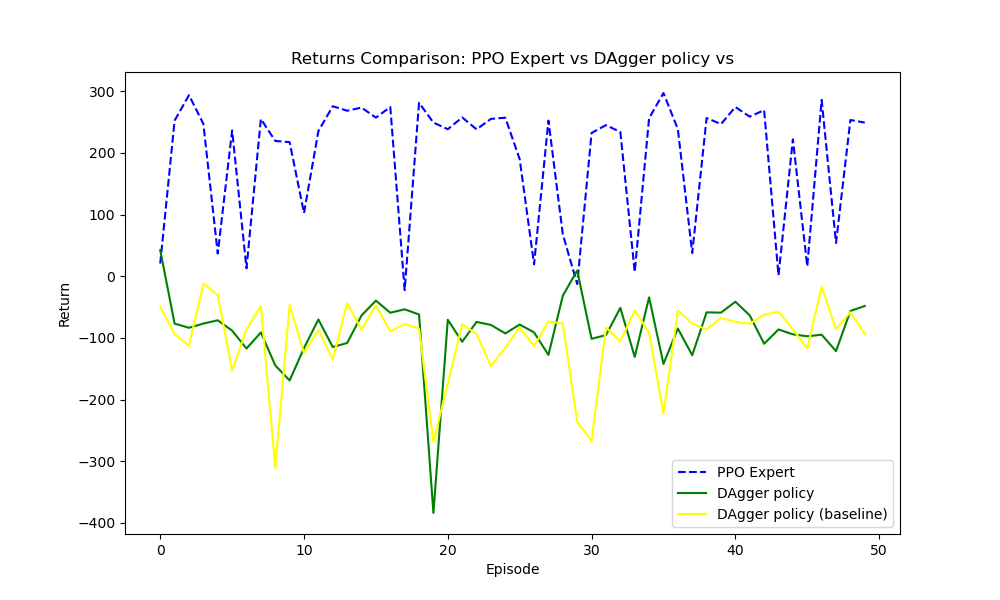 Returns Comparison: PPO Expert vs DAgger policy vs
300
200
100
0
−100
−200
−300
−400
Return
0 10 20 30 40 50
Episode
PPO Expert
DAgger policy
DAgger policy (baseline)